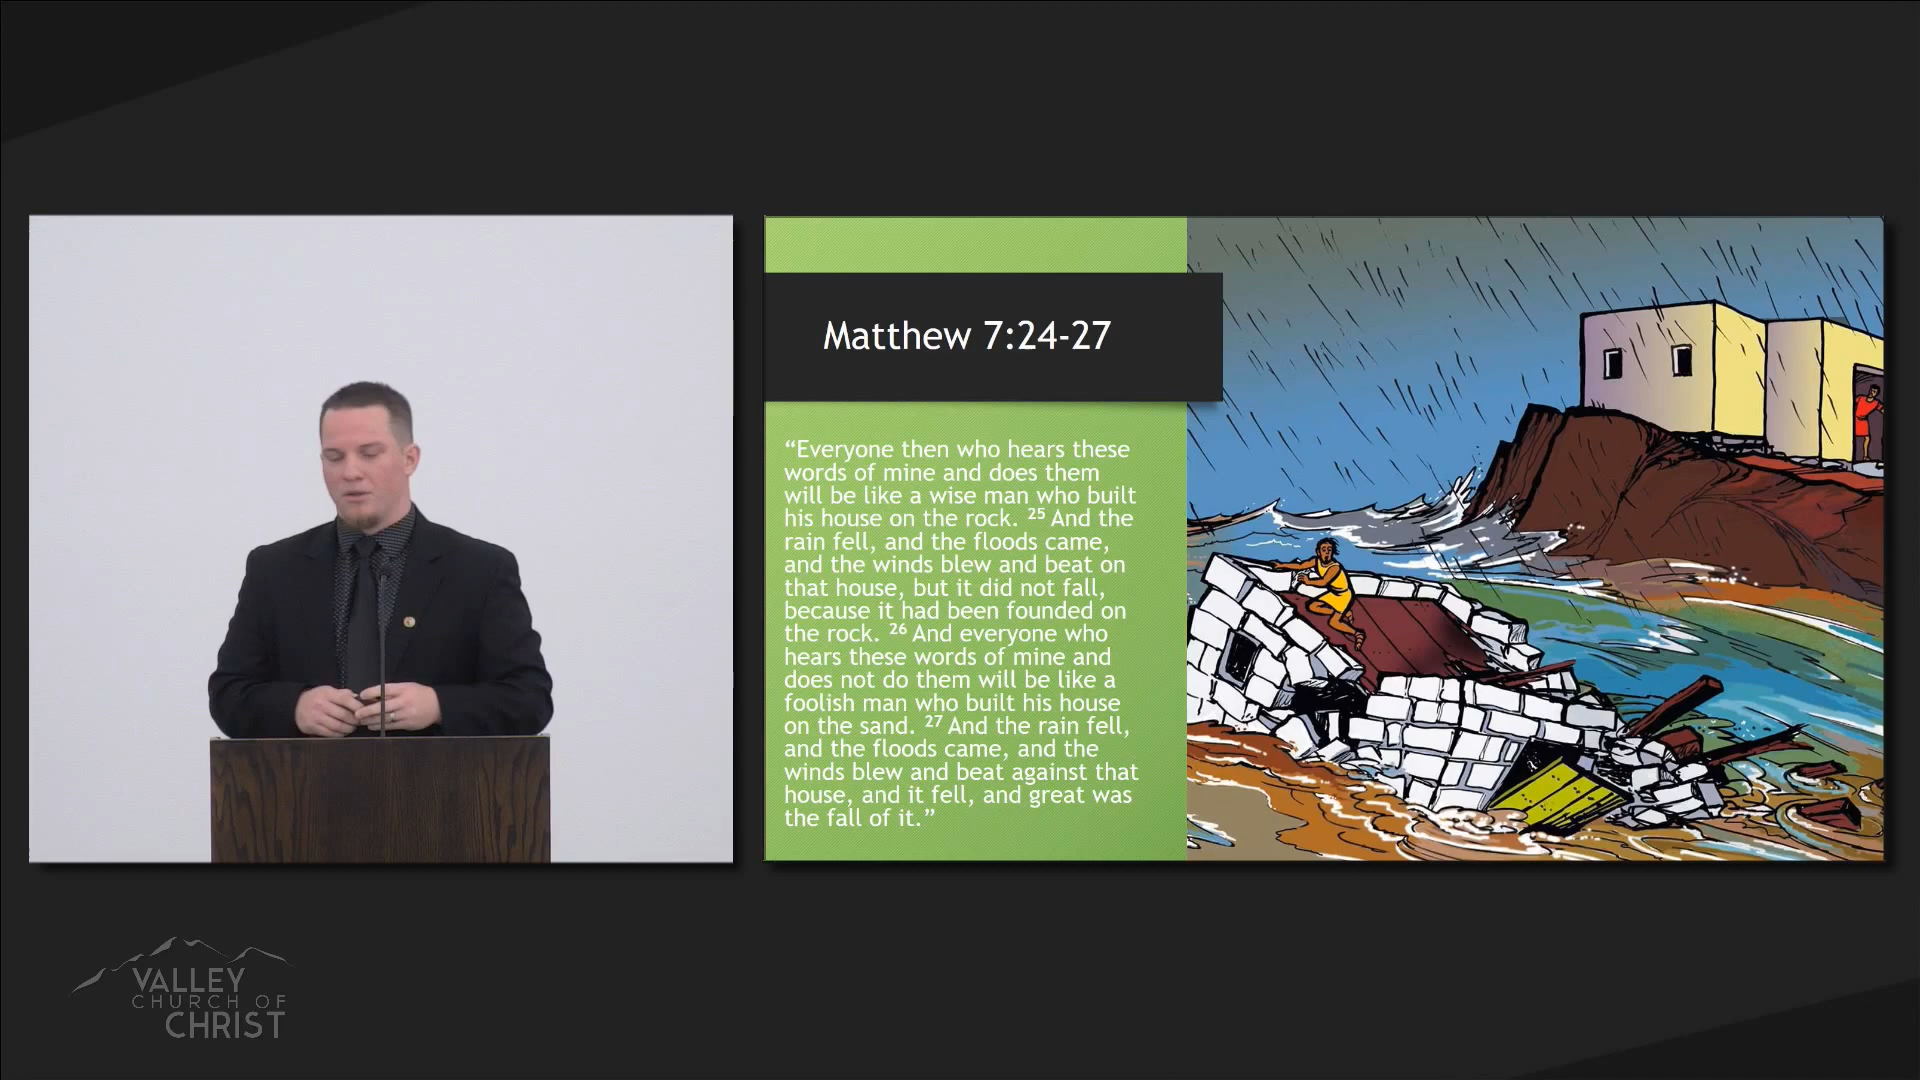 Matthew 7:24-27
“Everyone then who hears these
words of mine and does them
will be like a wise man who built
his house on the rock. 25 And the
rain fell, and the floods came,
and the winds blew and beat on
that house, but it did not fall,
because it had been founded on
the rock. 26 And everyone who
hears these words of mine and
does not do them will be like a
foolish man who built his house
on the sand. 27 And the rain fell,
and the floods came, and the
winds blew and beat against that
house, and it fell, and great was
the fall of it.”
VALLEY
CHURCH OF
CHRIST